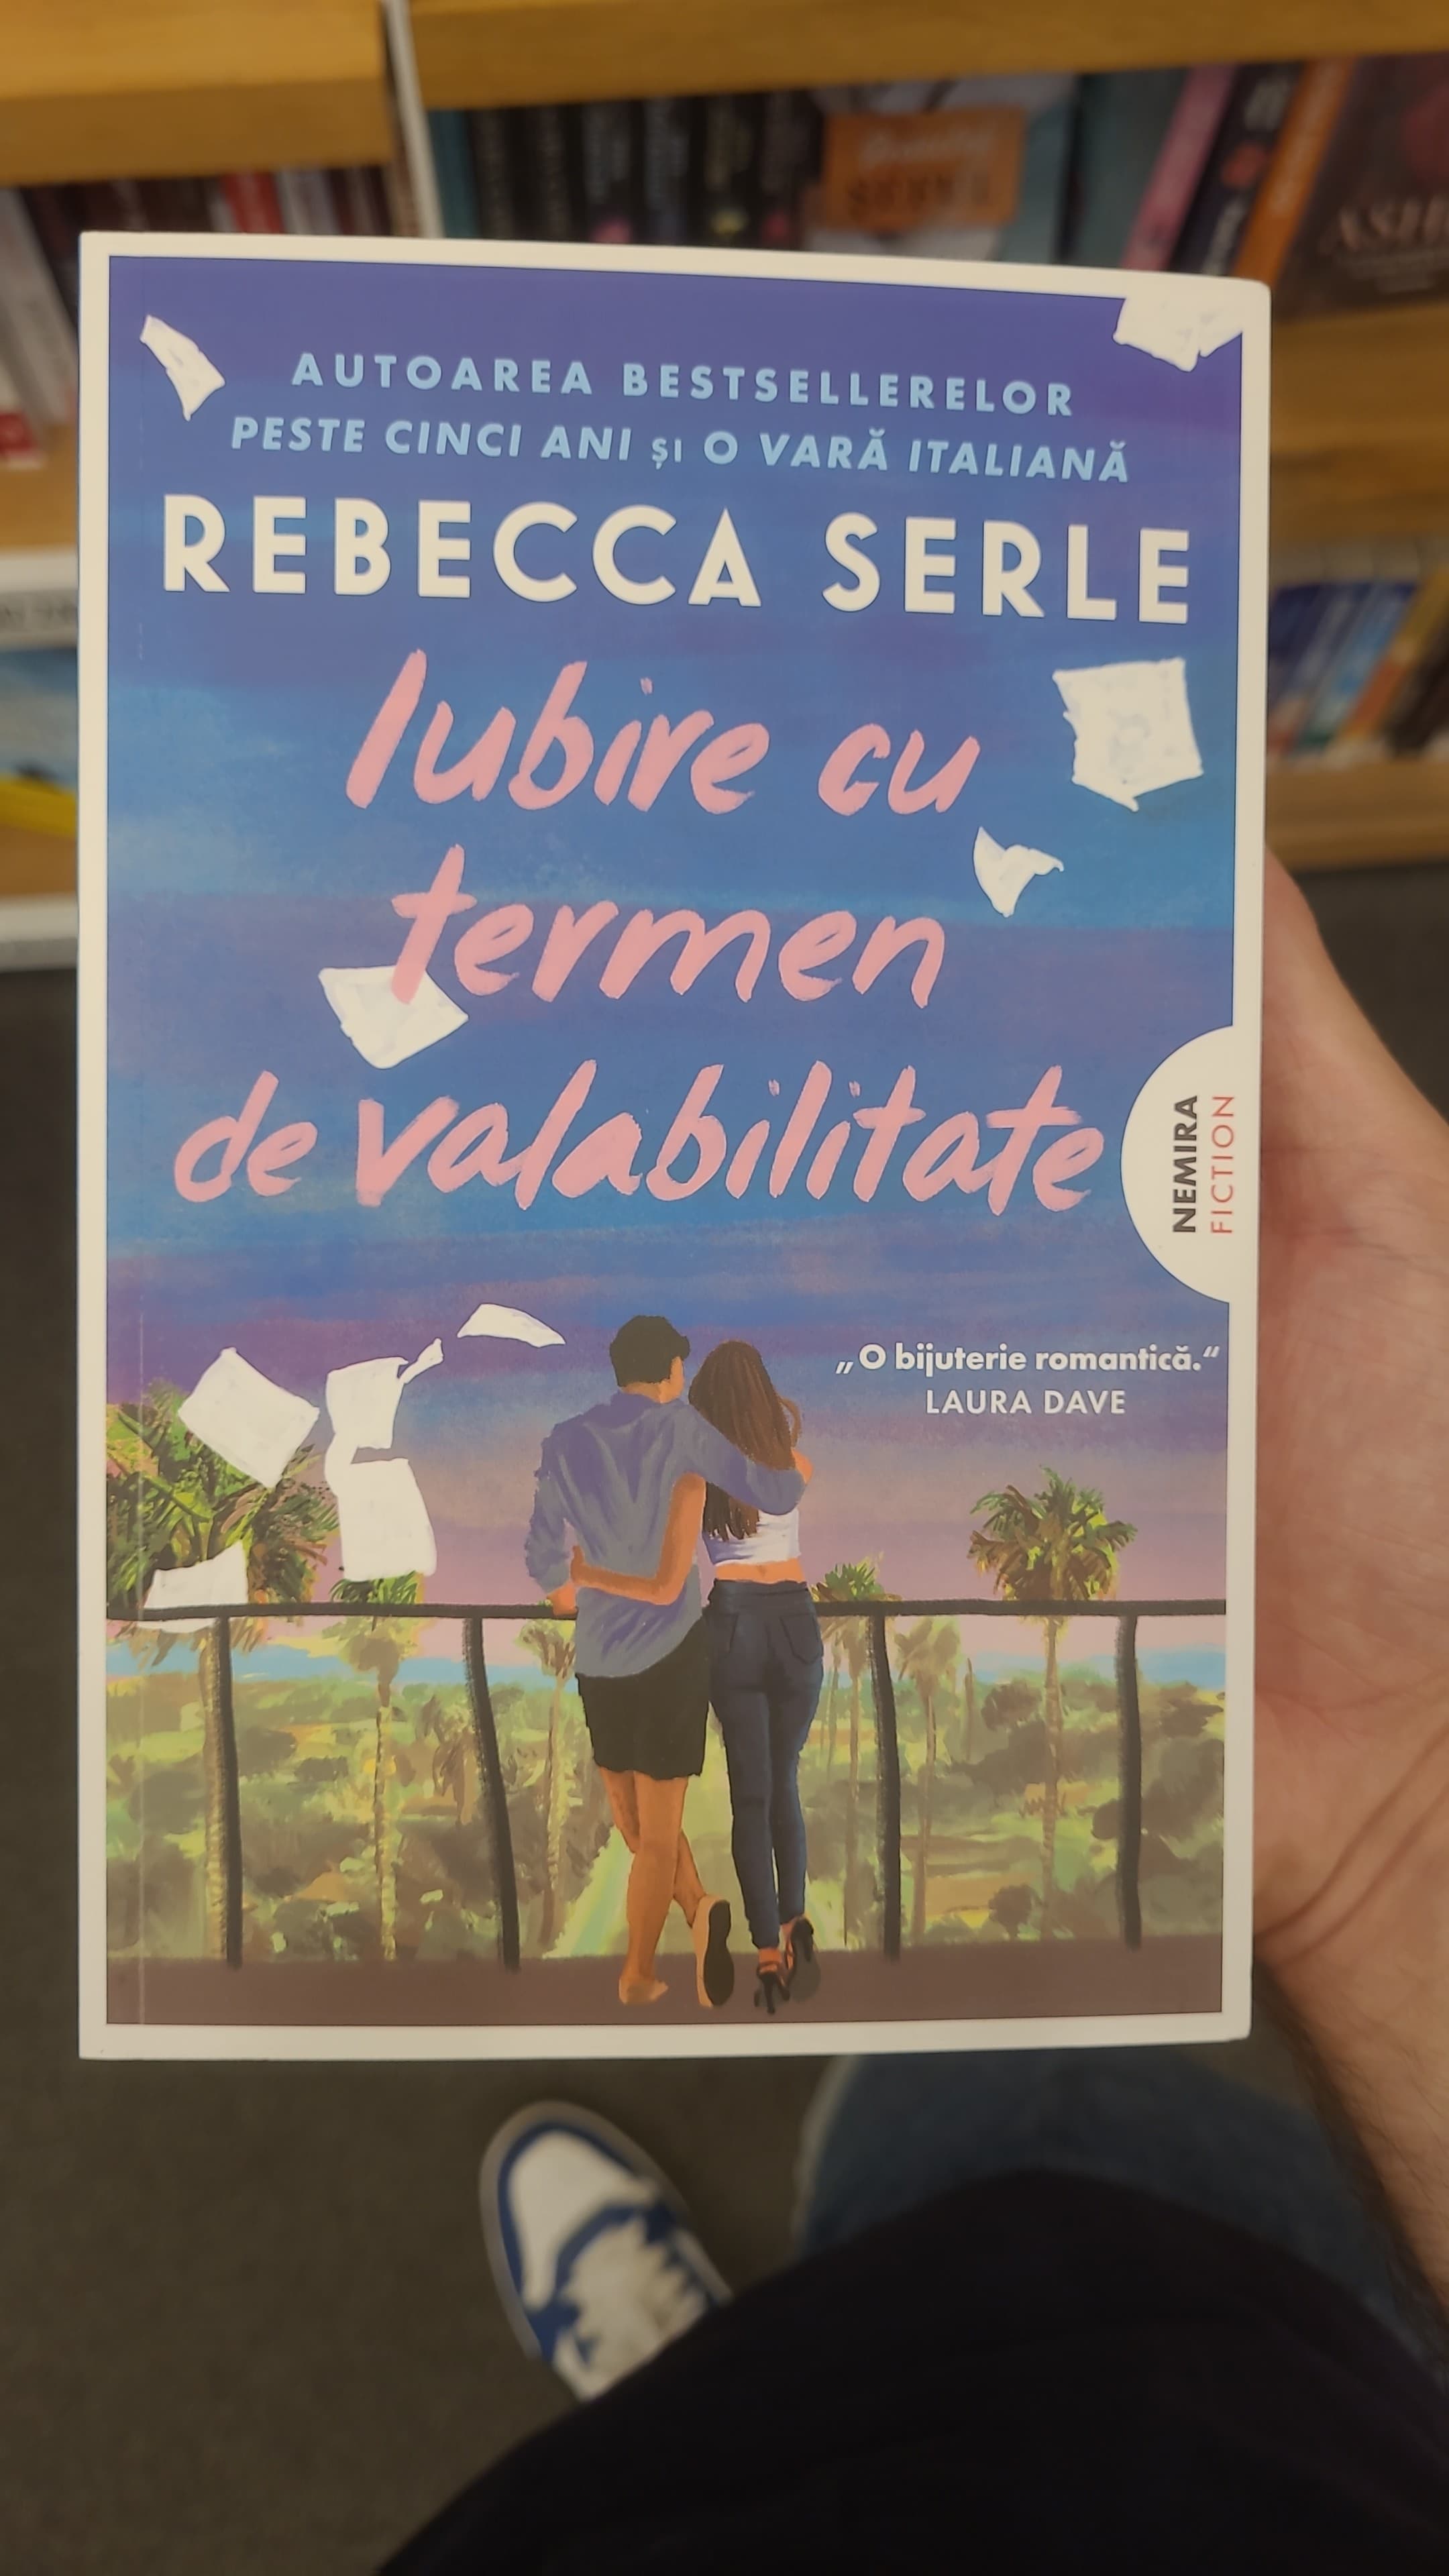 AUTOAREA BESTSELLERELOR
PESTE CINCI ANI ȘI O VARĂ ITALIANĂ
REBECCA SERLE
Iubire cu
termen
de valabilitate
NEMIRA
FICTION
„O bijuterie romantică.“
LAURA DAVE